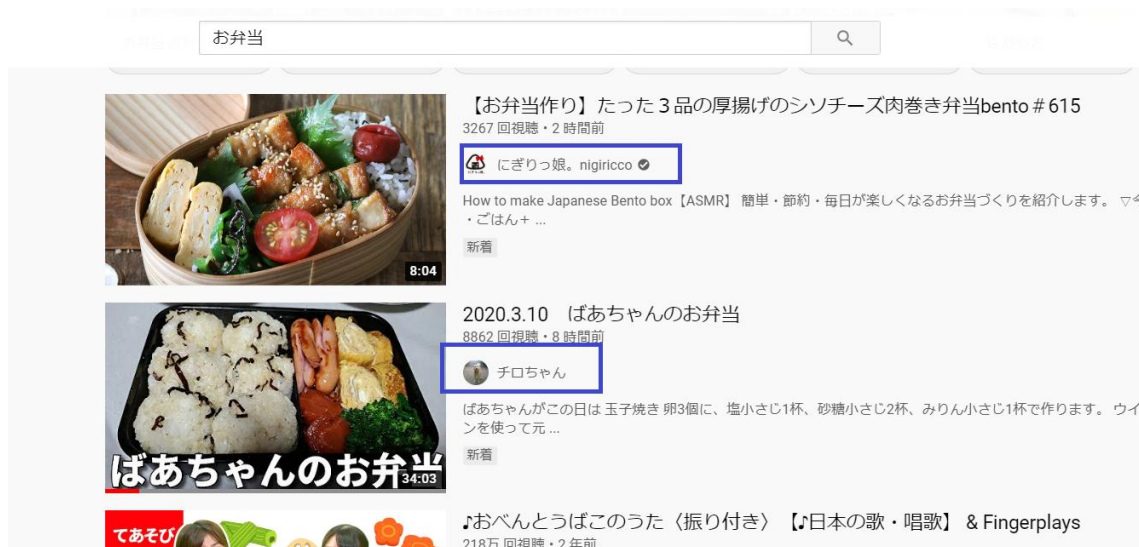 お弁当
【お弁当作り】たった３品の厚揚げのシソチーズ肉巻き弁当bento＃615
3267 回視聴・2 時間前
にぎりっ娘。nigiricco
How to make Japanese Bento box【ASMR】 簡単・節約・毎日が楽しくなるお弁当づくりを紹介します。 ▽
・ごはん+ ...
新着
8:04
2020.3.10　ばあちゃんのお弁当
8862 回視聴・8 時間前
チロちゃん
ばあちゃんがこの日は 玉子焼き 卵3個に、塩小さじ1杯、砂糖小さじ2杯、みりん小さじ1杯で作ります。 ウイ
ンを使って元 ...
新着
ばあちゃんのお弁当
34:03
てあそび
♪おべんとうばこのうた〈振り付き〉【♪日本の歌・唱歌】 & Fingerplays
218万 回視聴・2 年前